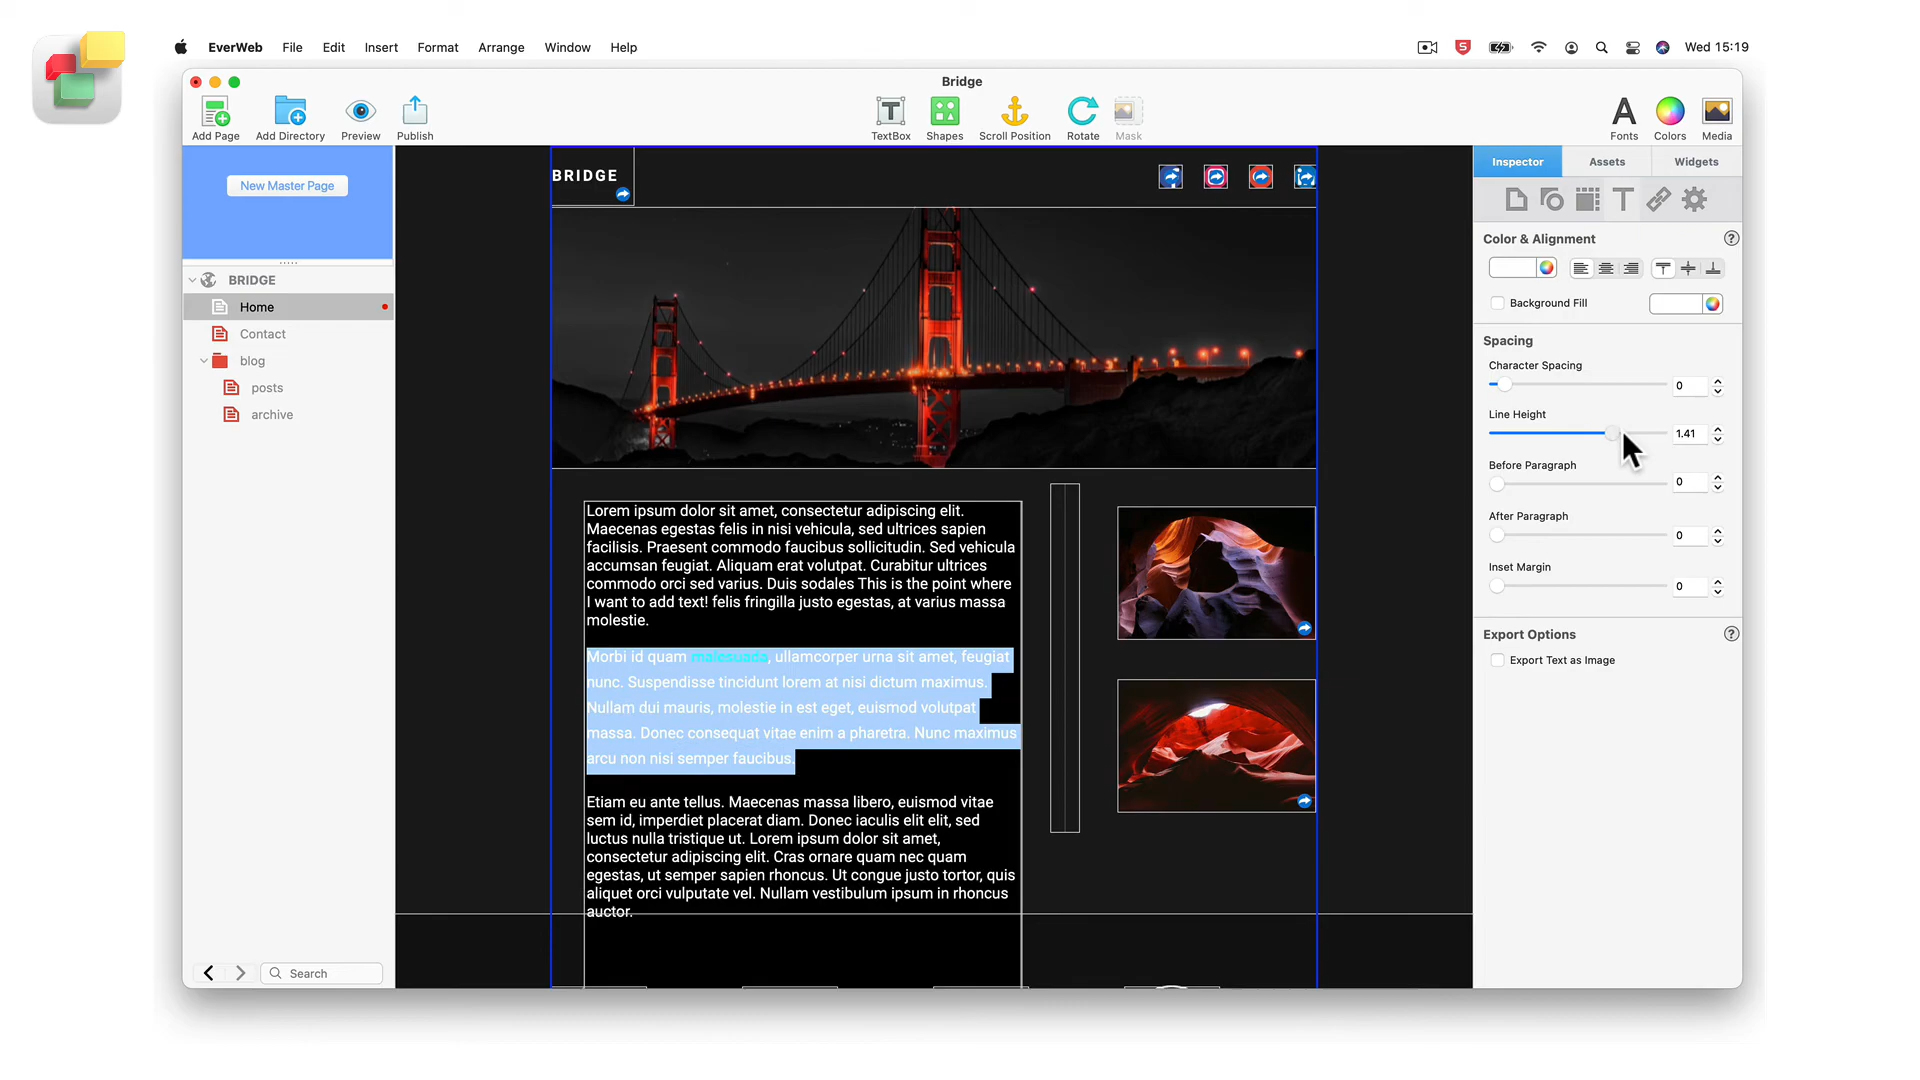 EverWeb File Edit Insert Format Arrange Window Help
S
Wed 15:19
Bridge
Add Page Add Directory Preview Publish
TextBox Shapes Scroll Position Rotate Mask
Fonts Colors Media
New Master Page
BRIDGE
Home
Contact
blog
posts
archive
Search
BRIDGE
Lorem ipsum dolor sit amet, consectetur adipiscing elit.
Maecenas egestas felis in nisi vehicula, sed ultrices sapien
facilisis. Praesent commodo faucibus sollicitudin. Sed vehicula
accumsan feugiat. Aliquam erat volutpat. Curabitur ultrices
commodo orci sed varius. Duis sodales This is the point where
I want to add text! felis fringilla justo egestas, at varius massa
molestie.
Morbi id quam malesuada, ullamcorper urna sit amet, feugiat
nunc. Suspendisse tincidunt lorem at nisi dictum maximus.
Nullam dui mauris, molestie in est eget, euismod volutpat
massa. Donec consequat vitae enim a pharetra. Nunc maximus
arcu non nisi semper faucibus.
Etiam eu ante tellus. Maecenas massa libero, euismod vitae
sem id, imperdiet placerat diam. Donec iaculis elit elit, sed
luctus nulla tristique ut. Lorem ipsum dolor sit amet,
consectetur adipiscing elit. Cras ornare quam nec quam
egestas, ut semper sapien rhoncus. Ut congue justo tortor, quis
aliquet orci vulputate vel. Nullam vestibulum ipsum in rhoncus
auctor.
Inspector Assets Widgets
Color & Alignment ?
Background Fill
Spacing
Character Spacing
0
Line Height
1.41
Before Paragraph
0
After Paragraph
0
Inset Margin
0
Export Options ?
Export Text as Image